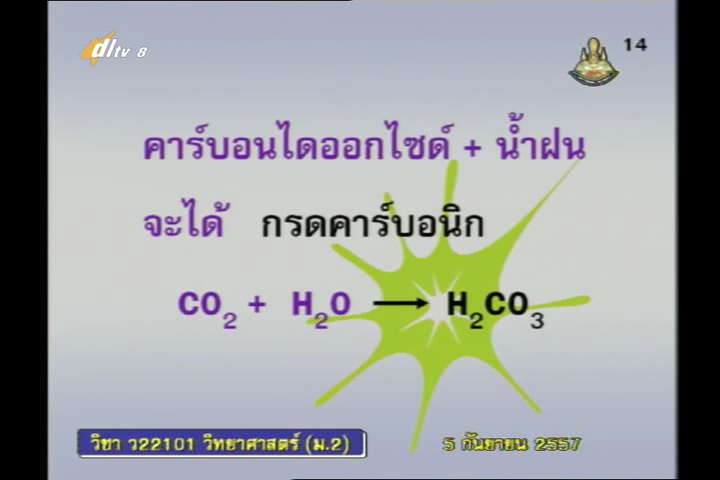 dltv 8
14
คาร์บอนไดออกไซด์ + น้ำฝน
จะได้ กรดคาร์บอนิก
CO2 + H2O → H2CO3
วิชา ว22101 วิทยาศาสตร์ (ม.2)
5 กันยายน 2557